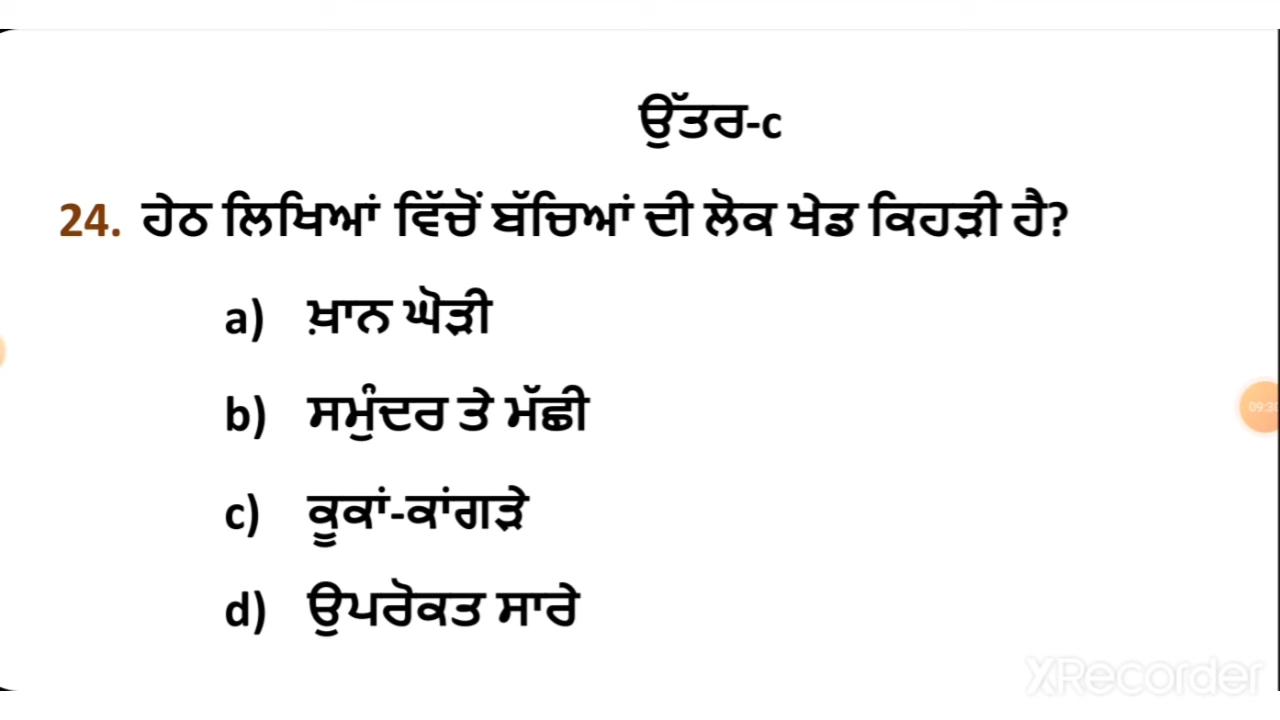 ਉੱਤਰ-c
24. ਹੇਠ ਲਿਖਿਆਂ ਵਿੱਚੋਂ ਬੱਚਿਆਂ ਦੀ ਲੋਕ ਖੇਡ ਕਿਹੜੀ ਹੈ?
a) ਖ਼ਾਨ ਘੋੜੀ
b) ਸਮੁੰਦਰ ਤੇ ਮੱਛੀ
c) ਕੂਕਾਂ-ਕਾਂਗੜੇ
d) ਉਪਰੋਕਤ ਸਾਰੇ
XRecorder